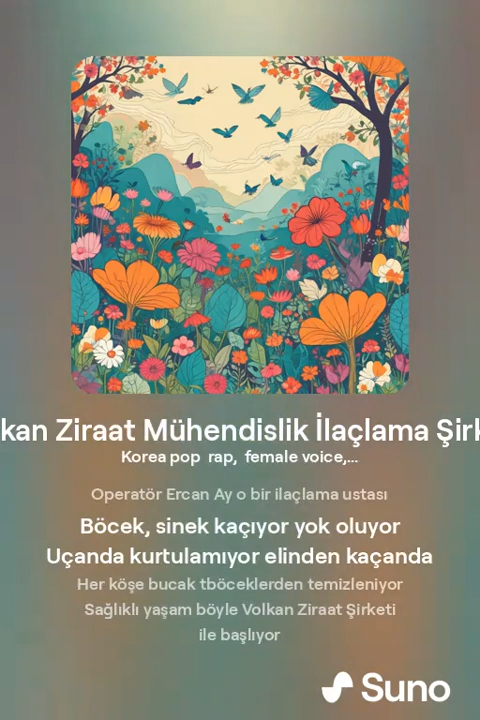 kan Ziraat Mühendislik İlaçlama Şirk
Korea pop rap, female voice,...
Operatör Ercan Ay o bir ilaçlama ustası
Böcek, sinek kaçıyor yok oluyor
Uçanda kurtulamıyor elinden kaçanda
Her köşe bucak tböceklerden temizleniyor
Sağlıklı yaşam böyle Volkan Ziraat Şirketi
ile başlıyor
Suno